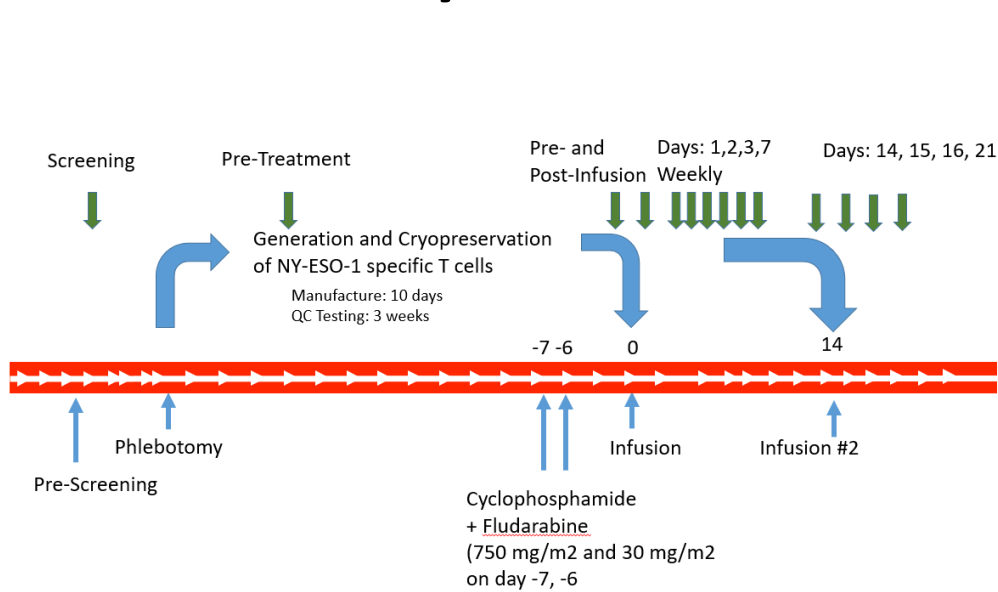 Screening
Pre-Treatment
Pre- and
Post-Infusion
Days: 1,2,3,7
Weekly
Days: 14, 15, 16, 21
Generation and Cryopreservation
of NY-ESO-1 specific T cells
Manufacture: 10 days
QC Testing: 3 weeks
-7 -6
0
14
Phlebotomy
Pre-Screening
Infusion
Infusion #2
Cyclophosphamide
+ Fludarabine
(750 mg/m2 and 30 mg/m2
on day -7, -6